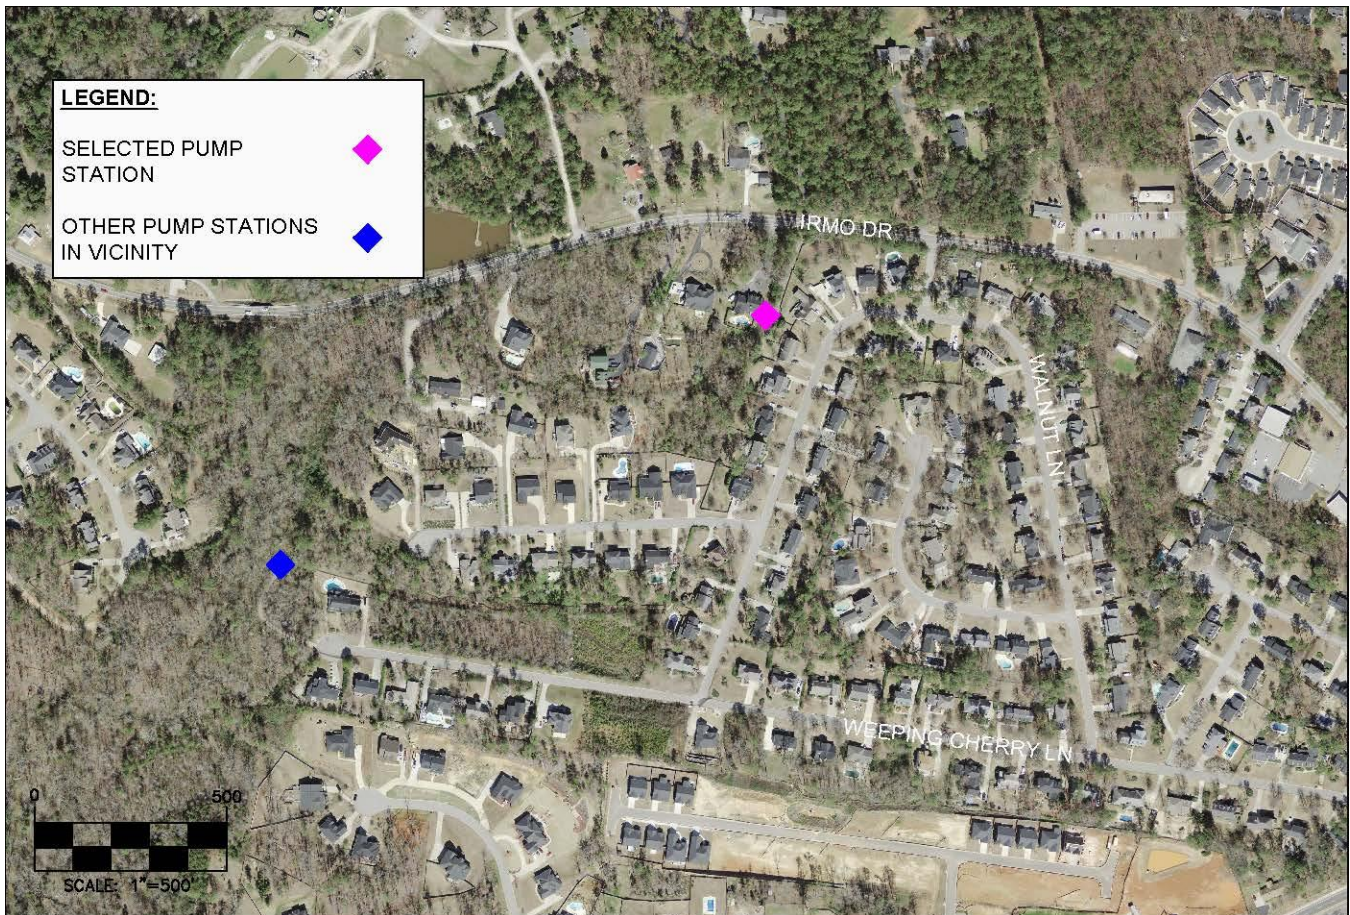 LEGEND:
SELECTED PUMP
STATION
OTHER PUMP STATIONS
IN VICINITY
IRMO DR
WALNUT LN
WEEPING CHERRY LN
0
500
SCALE: 1"=500'